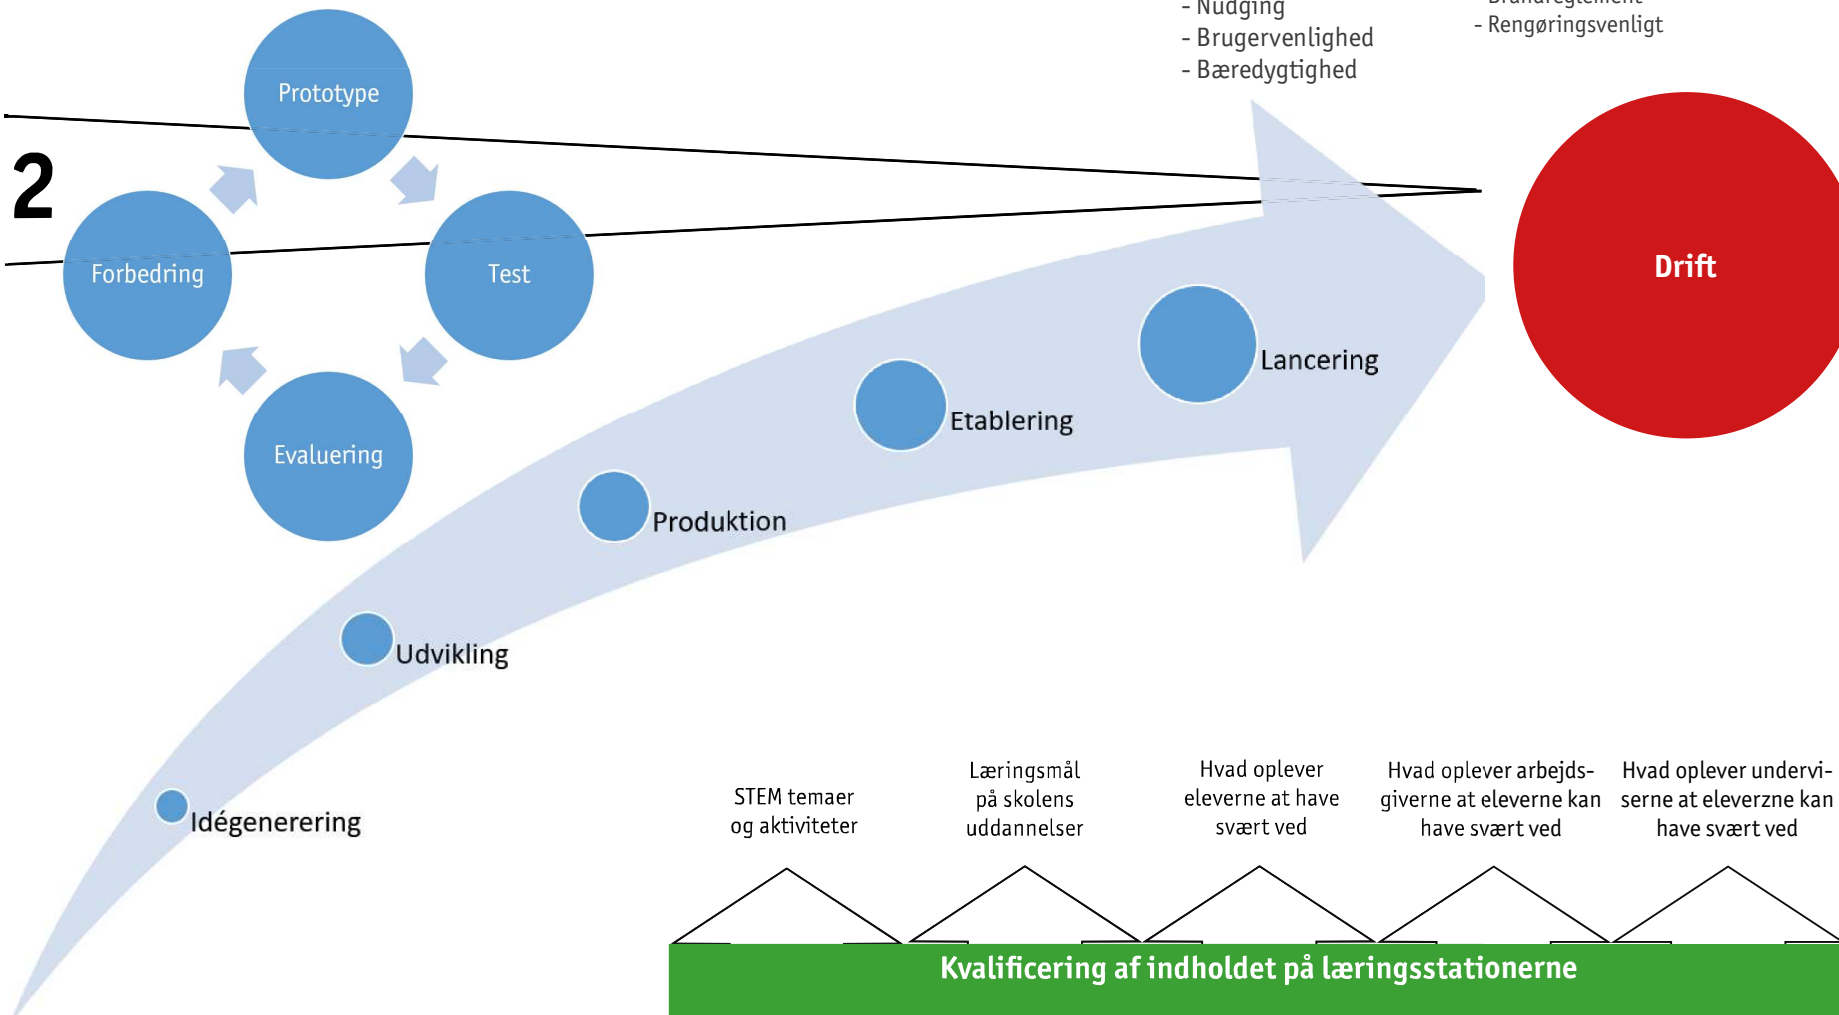 - Nudging
- Brugervenlighed
- Bæredygtighed
- Brandreglement
- Rengøringsvenligt
2
Prototype
Forbedring
Test
Evaluering
Drift
Lancering
Etablering
Produktion
Udvikling
Idégenerering
STEM temaer
og aktiviteter
Læringsmål
på skolens
uddannelser
Hvad oplever
eleverne at have
svært ved
Hvad oplever arbejds-
giverne at eleverne kan
have svært ved
Hvad oplever undervi-
serne at eleverzne kan
have svært ved
Kvalificering af indholdet på læringsstationerne